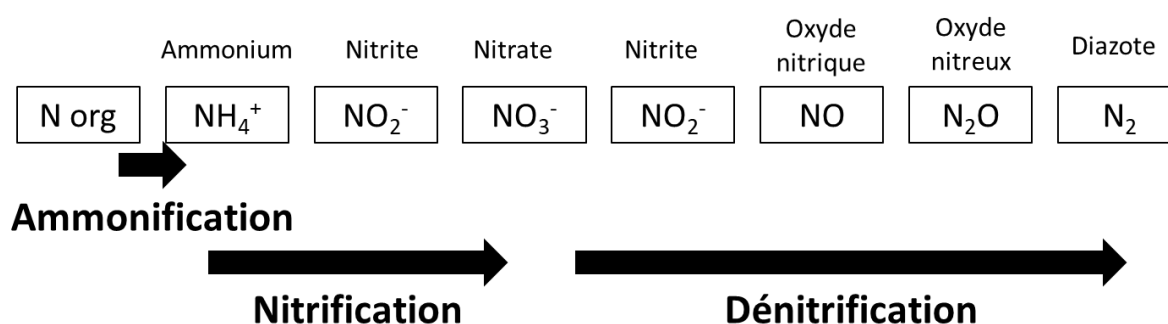 Ammonium Nitrite Nitrate Nitrite Oxyde nitrique Oxyde nitreux Diazote
N org NH₄⁺ NO₂⁻ NO₃⁻ NO₂⁻ NO N₂O N₂
Ammonification
Nitrification Dénitrification